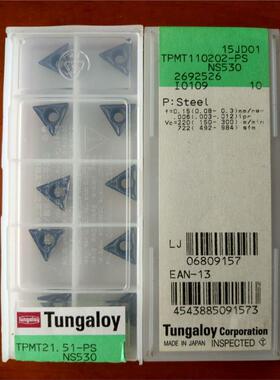 15JD01
TPMT110202-PS
NS530
2692526
I0109 10
P:Steel
f=0.15(0.08- 0.3)mm/rev
.006(.003-.012)ipr
Vc=220( 150- 300) m/min
722( 492- 984) sfm
LJ
06809157
EAN-13
4543885091573
Tungaloy Corporation
MADE IN JAPAN INSPECTED
Tungaloy
TPMT21.51-PS
NS530